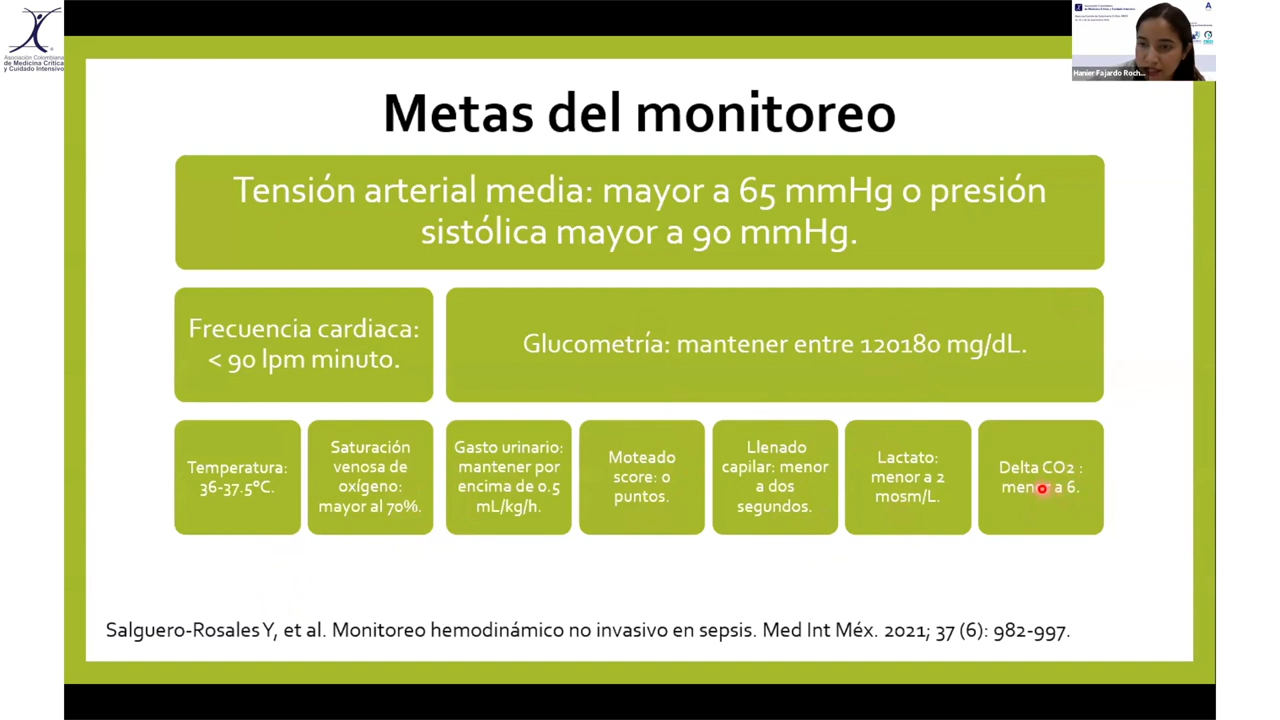 Asociación Colombiana
de Medicina Crítica
y Cuidado Intensivo
Hanier Fajardo Roch...
Metas del monitoreo
Tensión arterial media: mayor a 65 mmHg o presión
sistólica mayor a 90 mmHg.
Frecuencia cardiaca:
< 90 lpm minuto.
Glucometría: mantener entre 120180 mg/dL.
Temperatura:
36-37.5°C.
Saturación
venosa de
oxígeno:
mayor al 70%.
Gasto urinario:
mantener por
encima de 0.5
mL/kg/h.
Moteado
score: 0
puntos.
Llenado
capilar: menor
a dos
segundos.
Lactato:
menor a 2
mosm/L.
Delta CO2 :
menor a 6.
Salguero-Rosales Y, et al. Monitoreo hemodinámico no invasivo en sepsis. Med Int Méx. 2021; 37 (6): 982-997.